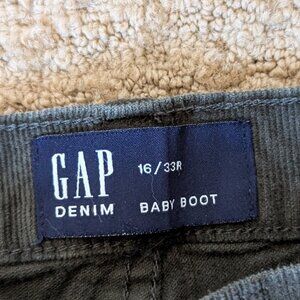 GAP
DENIM
16/33R
BABY BOOT